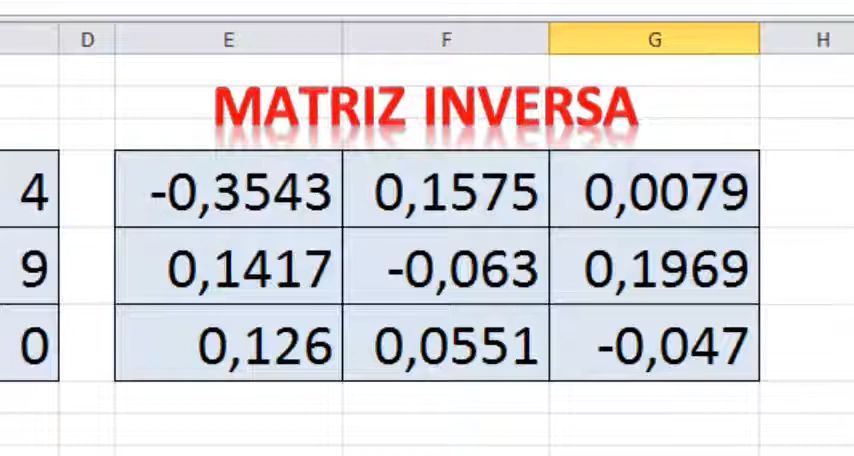 D E F G H
MATRIZ INVERSA
4 -0,3543 0,1575 0,0079
9 0,1417 -0,063 0,1969
0 0,126 0,0551 -0,047